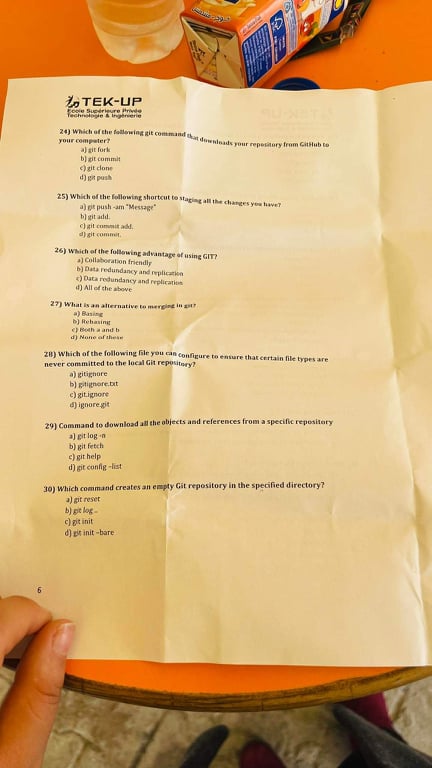 TEK-UP
Ecole Supérieure Privée
Technologie & Ingénierie
24) Which of the following git command that downloads your repository from GitHub to
your computer?
a) git fork
b) git commit
c) git clone
d) git push
25) Which of the following shortcut to staging all the changes you have?
a) git push -am "Message"
b) git add.
c) git commit add.
d) git commit.
26) Which of the following advantage of using GIT?
a) Collaboration friendly
b) Data redundancy and replication
c) Data redundancy and replication
d) All of the above
27) What is an alternative to merging in git?
a) Basing
b) Rebasing
c) Both a and b
d) None of these
28) Which of the following file you can configure to ensure that certain file types are
never committed to the local Git repository?
a) gitignore
b) gitignore.txt
c) git.ignore
d) ignore.git
29) Command to download all the objects and references from a specific repository
a) git log -n
b) git fetch
c) git help
d) git config –list
30) Which command creates an empty Git repository in the specified directory?
a) git reset
b) git log ..
c) git init
d) git init –bare
6